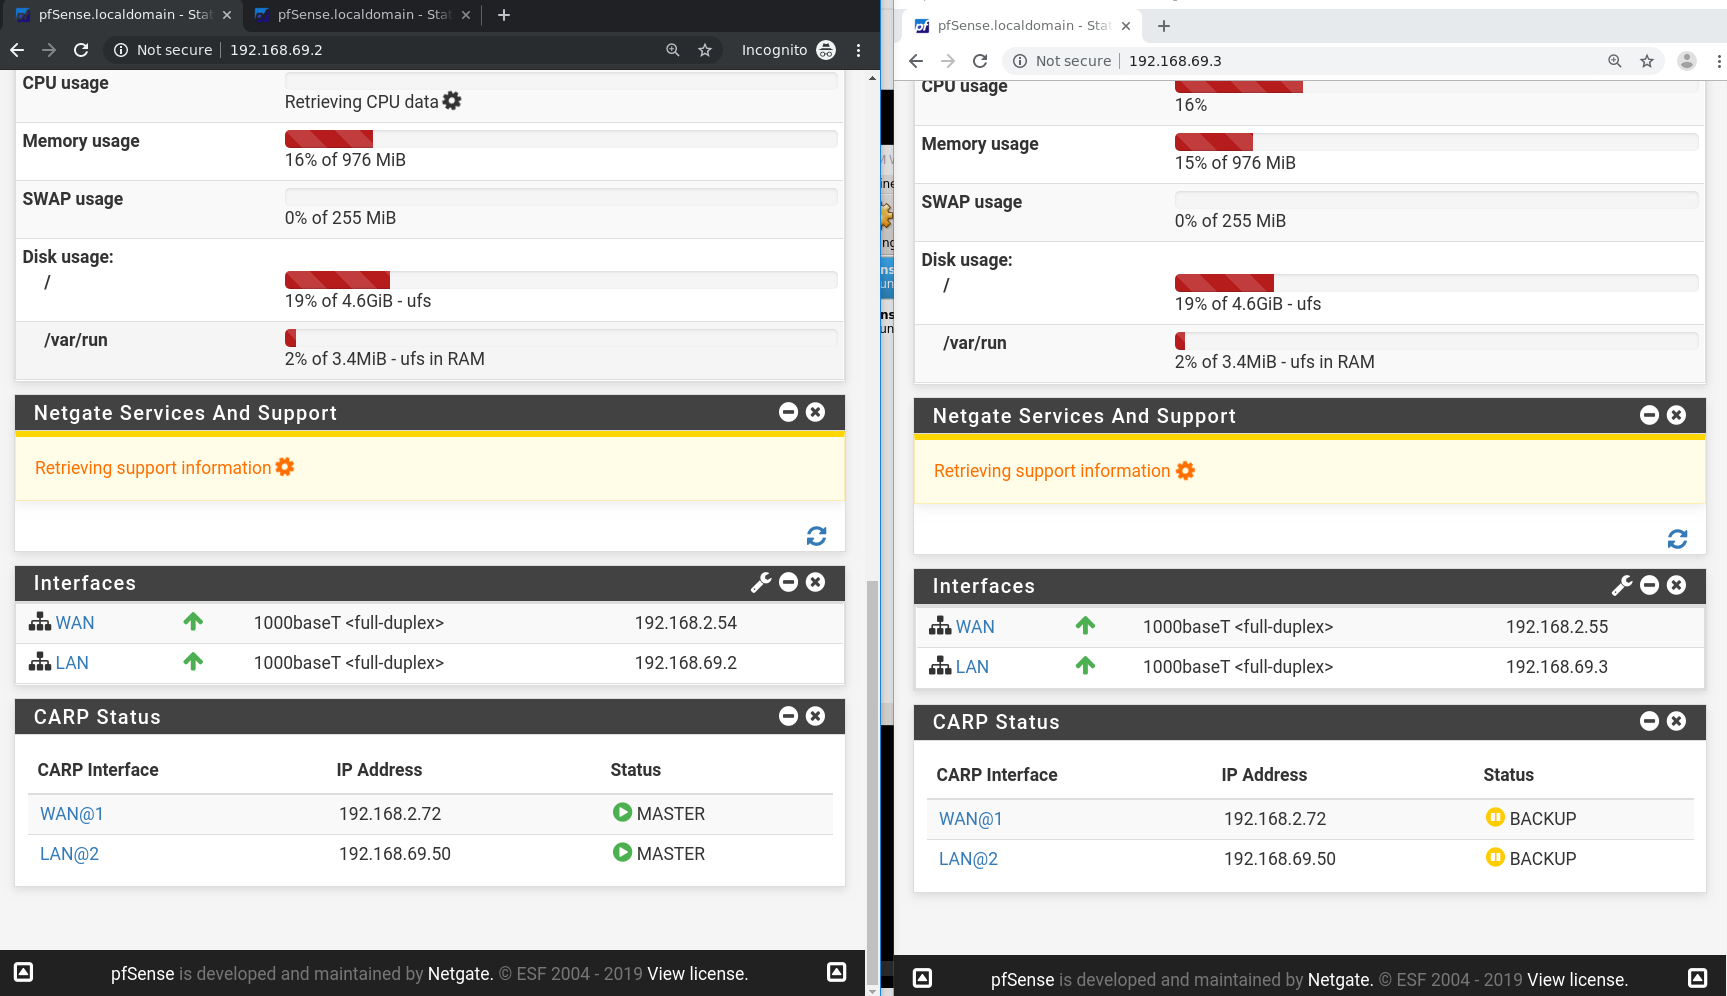 pfSense.localdomain - Stat
pfSense.localdomain - Stat
Not secure
192.168.69.2
Incognito
CPU usage
Retrieving CPU data
Memory usage
16% of 976 MiB
SWAP usage
0% of 255 MiB
Disk usage:
/
19% of 4.6GiB - ufs
/var/run
2% of 3.4MiB - ufs in RAM
Netgate Services And Support
Retrieving support information
Interfaces
WAN 1000baseT <full-duplex> 192.168.2.54
LAN 1000baseT <full-duplex> 192.168.69.2
CARP Status
CARP Interface IP Address Status
WAN@1 192.168.2.72 MASTER
LAN@2 192.168.69.50 MASTER
pfSense is developed and maintained by Netgate. © ESF 2004 - 2019 View license.
pfSense.localdomain - Stat
Not secure
192.168.69.3
CPU usage
16%
Memory usage
15% of 976 MiB
SWAP usage
0% of 255 MiB
Disk usage:
/
19% of 4.6GiB - ufs
/var/run
2% of 3.4MiB - ufs in RAM
Netgate Services And Support
Retrieving support information
Interfaces
WAN 1000baseT <full-duplex> 192.168.2.55
LAN 1000baseT <full-duplex> 192.168.69.3
CARP Status
CARP Interface IP Address Status
WAN@1 192.168.2.72 BACKUP
LAN@2 192.168.69.50 BACKUP
pfSense is developed and maintained by Netgate. © ESF 2004 - 2019 View license.